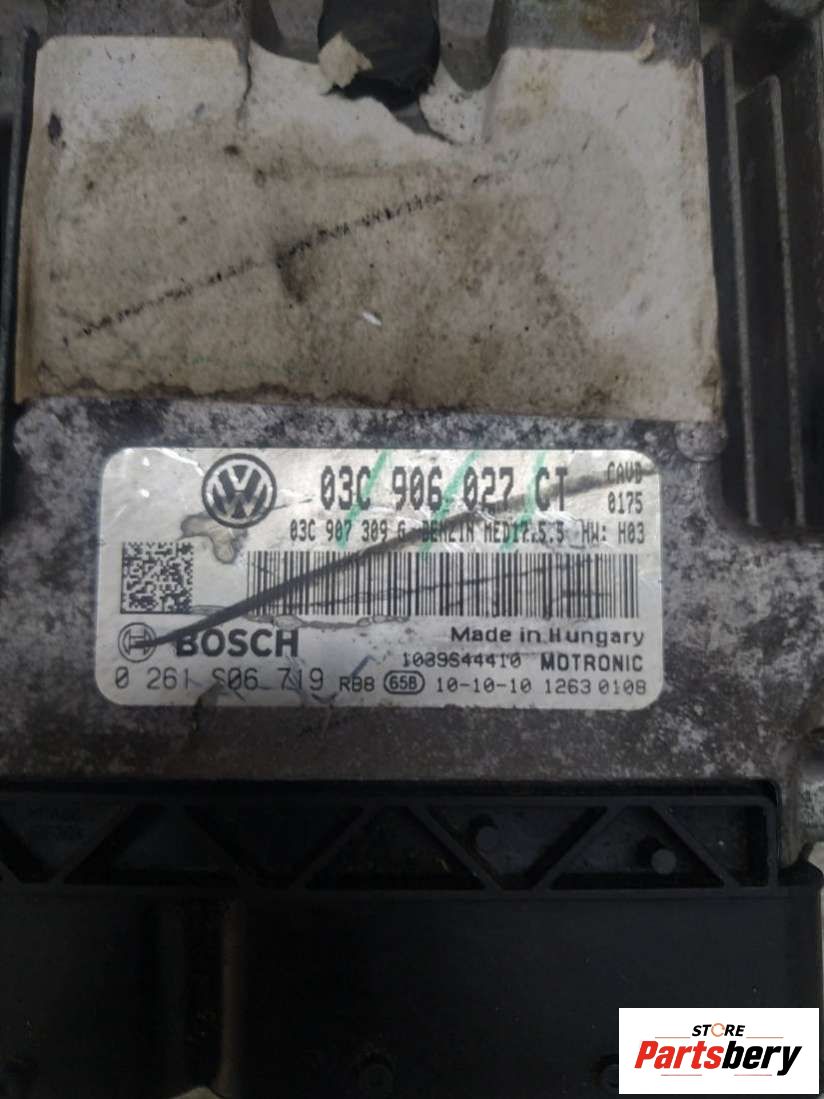 03C 906 027 CT
CAVD
0175
03C 907 309 G BENZIN MED17.5.5 HW: H03
BOSCH
Made in Hungary
1039S44410 MOTRONIC
0 261 S06 719 RB8 65B 10-10-10 1263 0108
STORE
Partsbery